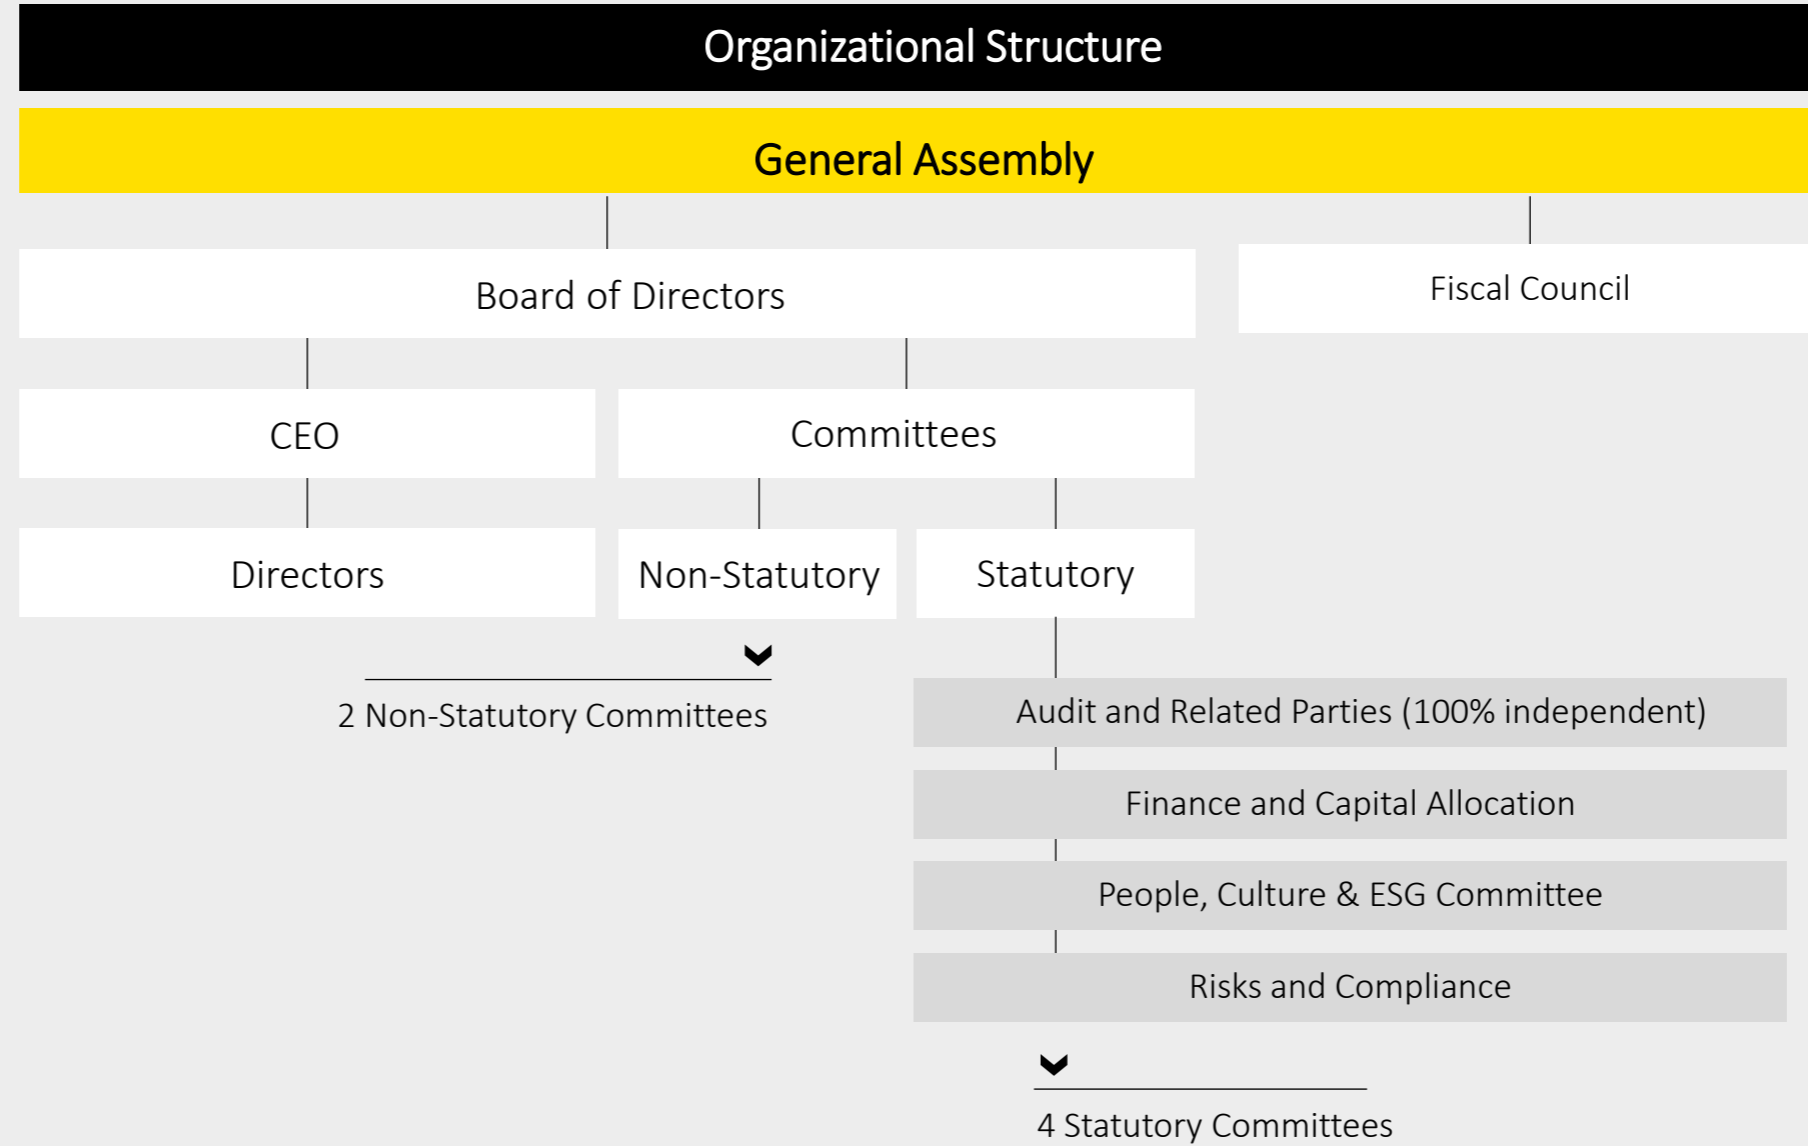 Organizational Structure
General Assembly
Board of Directors
Fiscal Council
CEO
Committees
Directors
Non-Statutory
Statutory
2 Non-Statutory Committees
Audit and Related Parties (100% independent)
Finance and Capital Allocation
People, Culture & ESG Committee
Risks and Compliance
4 Statutory Committees